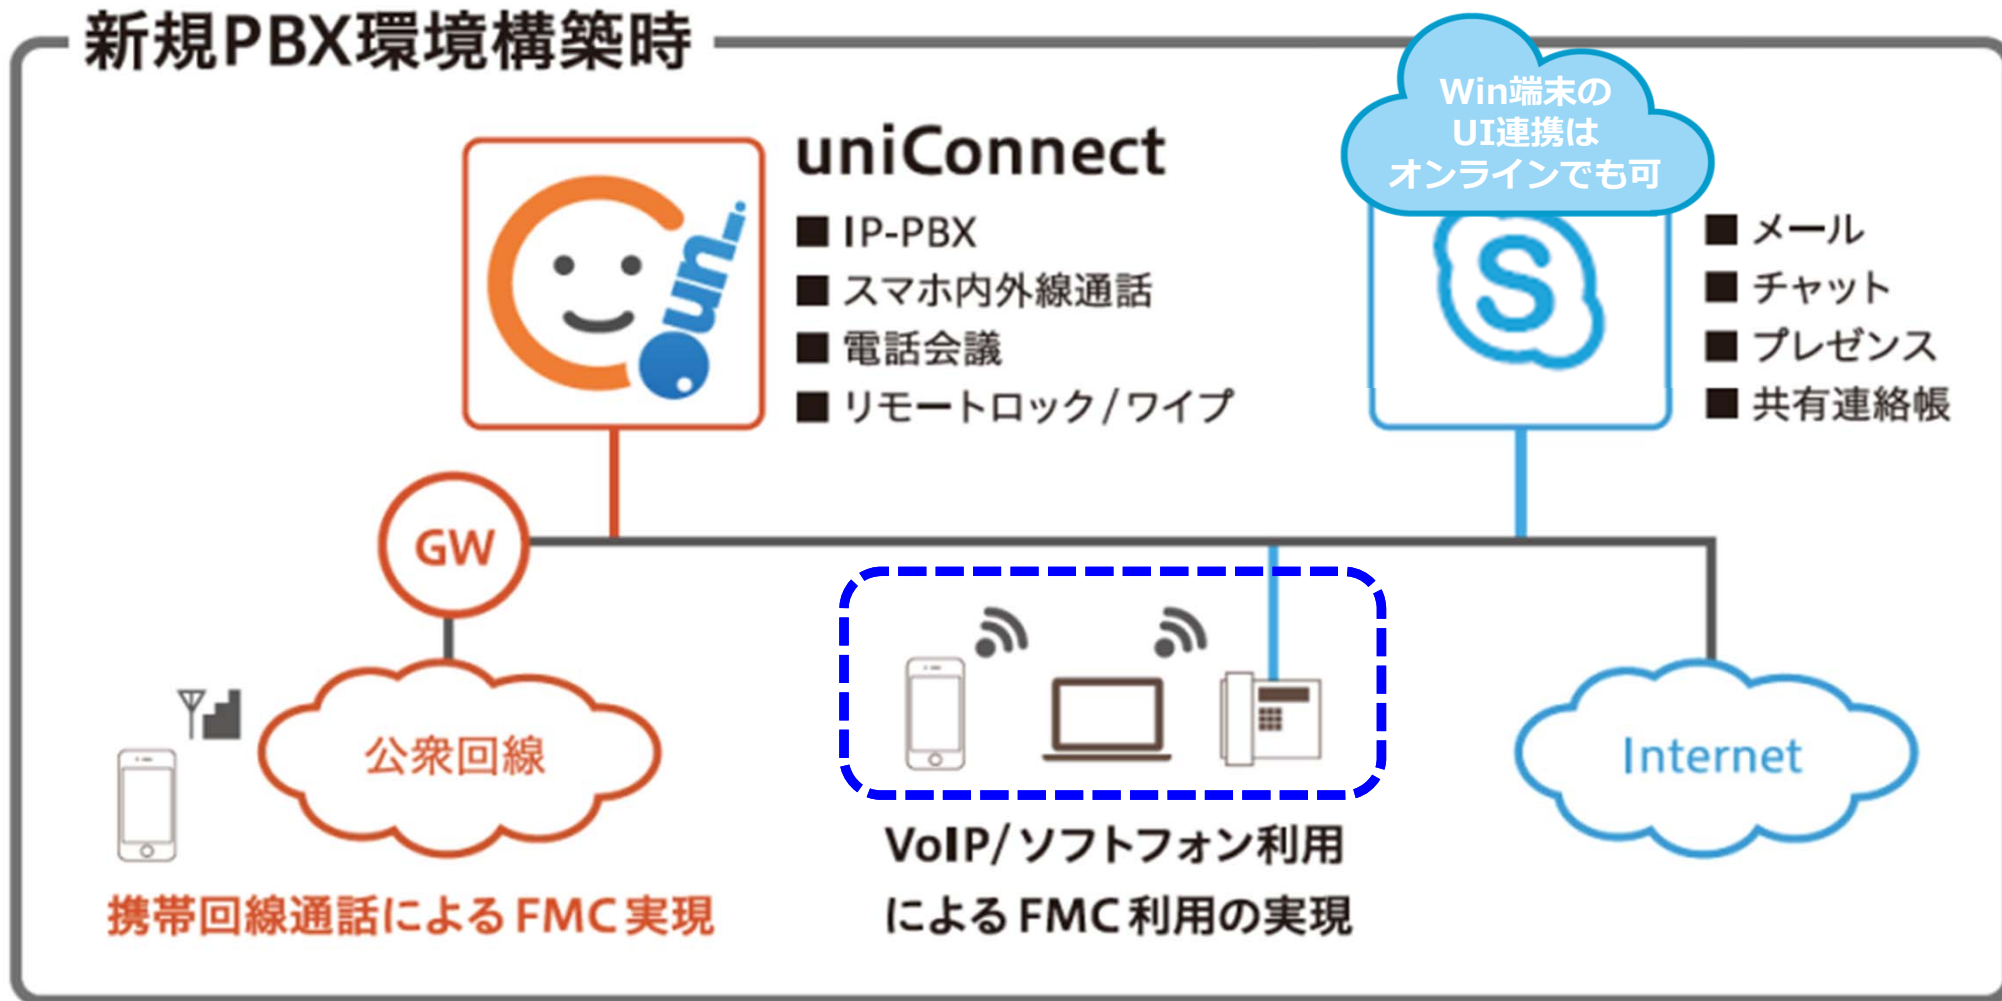 新規PBX環境構築時
uniConnect
■ IP-PBX
■ スマホ内外線通話
■ 電話会議
■ リモートロック/ワイプ
uni.
Win端末の
UI連携は
オンラインでも可
S
■ メール
■ チャット
■ プレゼンス
■ 共有連絡帳
GW
公衆回線
携帯回線通話によるFMC実現
VoIP/ソフトフォン利用
によるFMC利用の実現
Internet